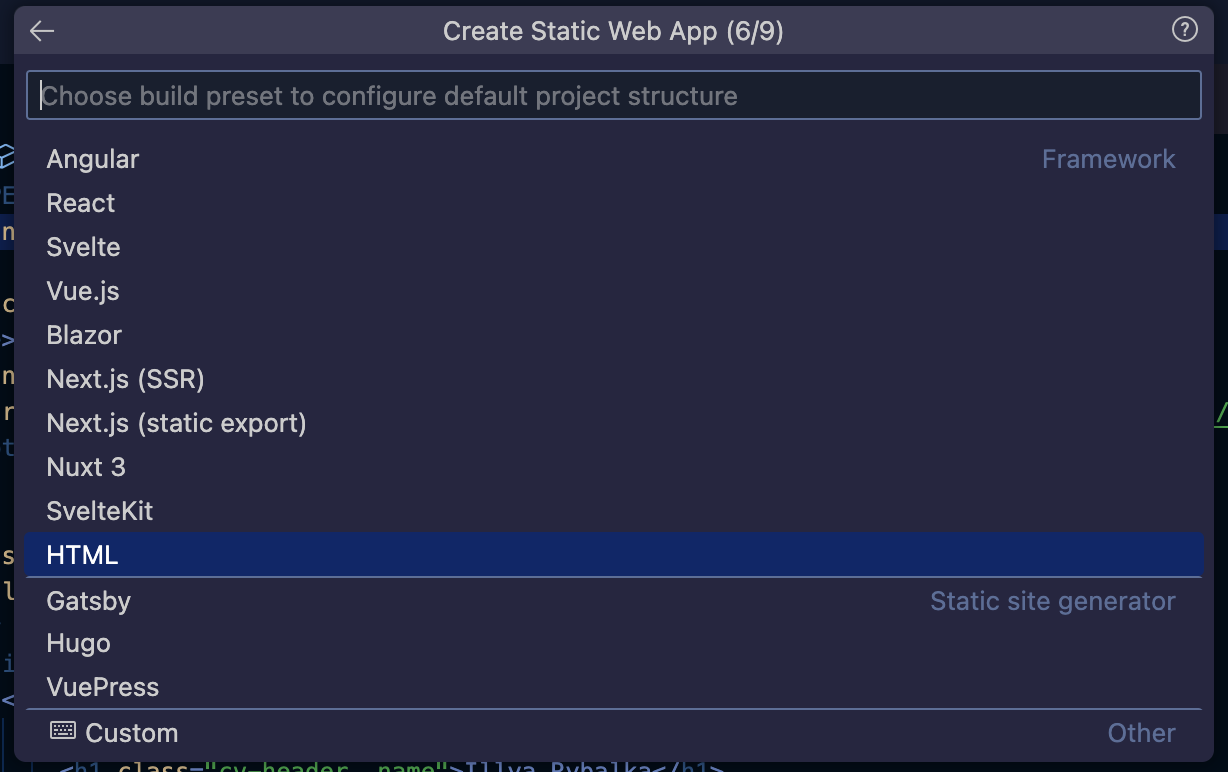 Create Static Web App (6/9)
Choose build preset to configure default project structure
Angular Framework
React
Svelte
Vue.js
Blazor
Next.js (SSR)
Next.js (static export)
Nuxt 3
SvelteKit
HTML
Gatsby Static site generator
Hugo
VuePress
Custom Other
<h1 class="cv-header__name">Illya Rybalka</h1>